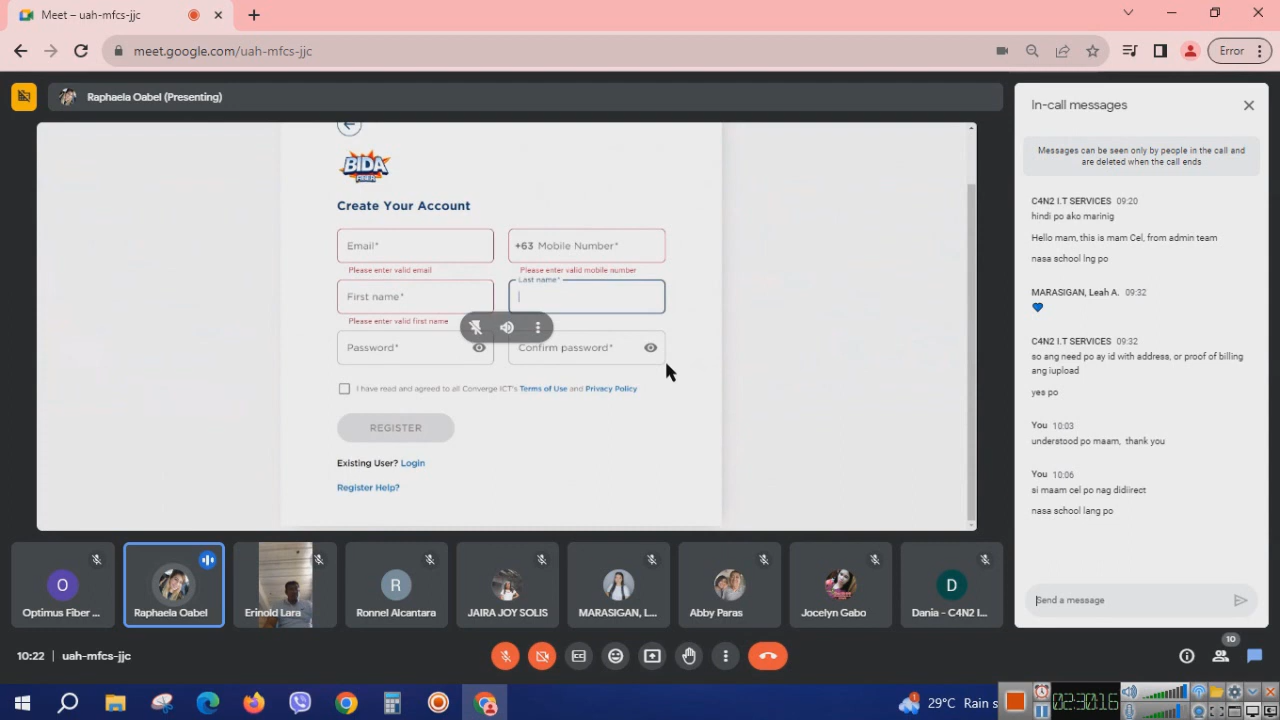 Meet – uah-mfcs-jjc
meet.google.com/uah-mfcs-jjc
Error
Raphaela Oabel (Presenting)
BIDA
FIBER
Create Your Account
Email*
+63 Mobile Number*
Please enter valid email
Please enter valid mobile number
First name*
Last name*
Please enter valid first name
Password*
Confirm password*
I have read and agreed to all Converge ICT's Terms of Use and Privacy Policy
REGISTER
Existing User? Login
Register Help?
In-call messages
Messages can be seen only by people in the call and
are deleted when the call ends
C4N2 I.T SERVICES 09:20
hindi po ako marinig
Hello mam, this is mam Cel, from admin team
nasa school lng po
MARASIGAN, Leah A. 09:32
C4N2 I.T SERVICES 09:32
so ang need po ay id with address, or proof of billing
ang iupload
yes po
You 10:03
understood po maam, thank you
You 10:06
si maam cel po nag didiirect
nasa school lang po
Send a message
O
R
D
Optimus Fiber ...
Raphaela Oabel
Erinold Lara
Ronnel Alcantara
JAIRA JOY SOLIS
MARASIGAN, L...
Abby Paras
Jocelyn Gabo
Dania - C4N2 I...
10:22 | uah-mfcs-jjc
10
29°C Rain s
02:30:16